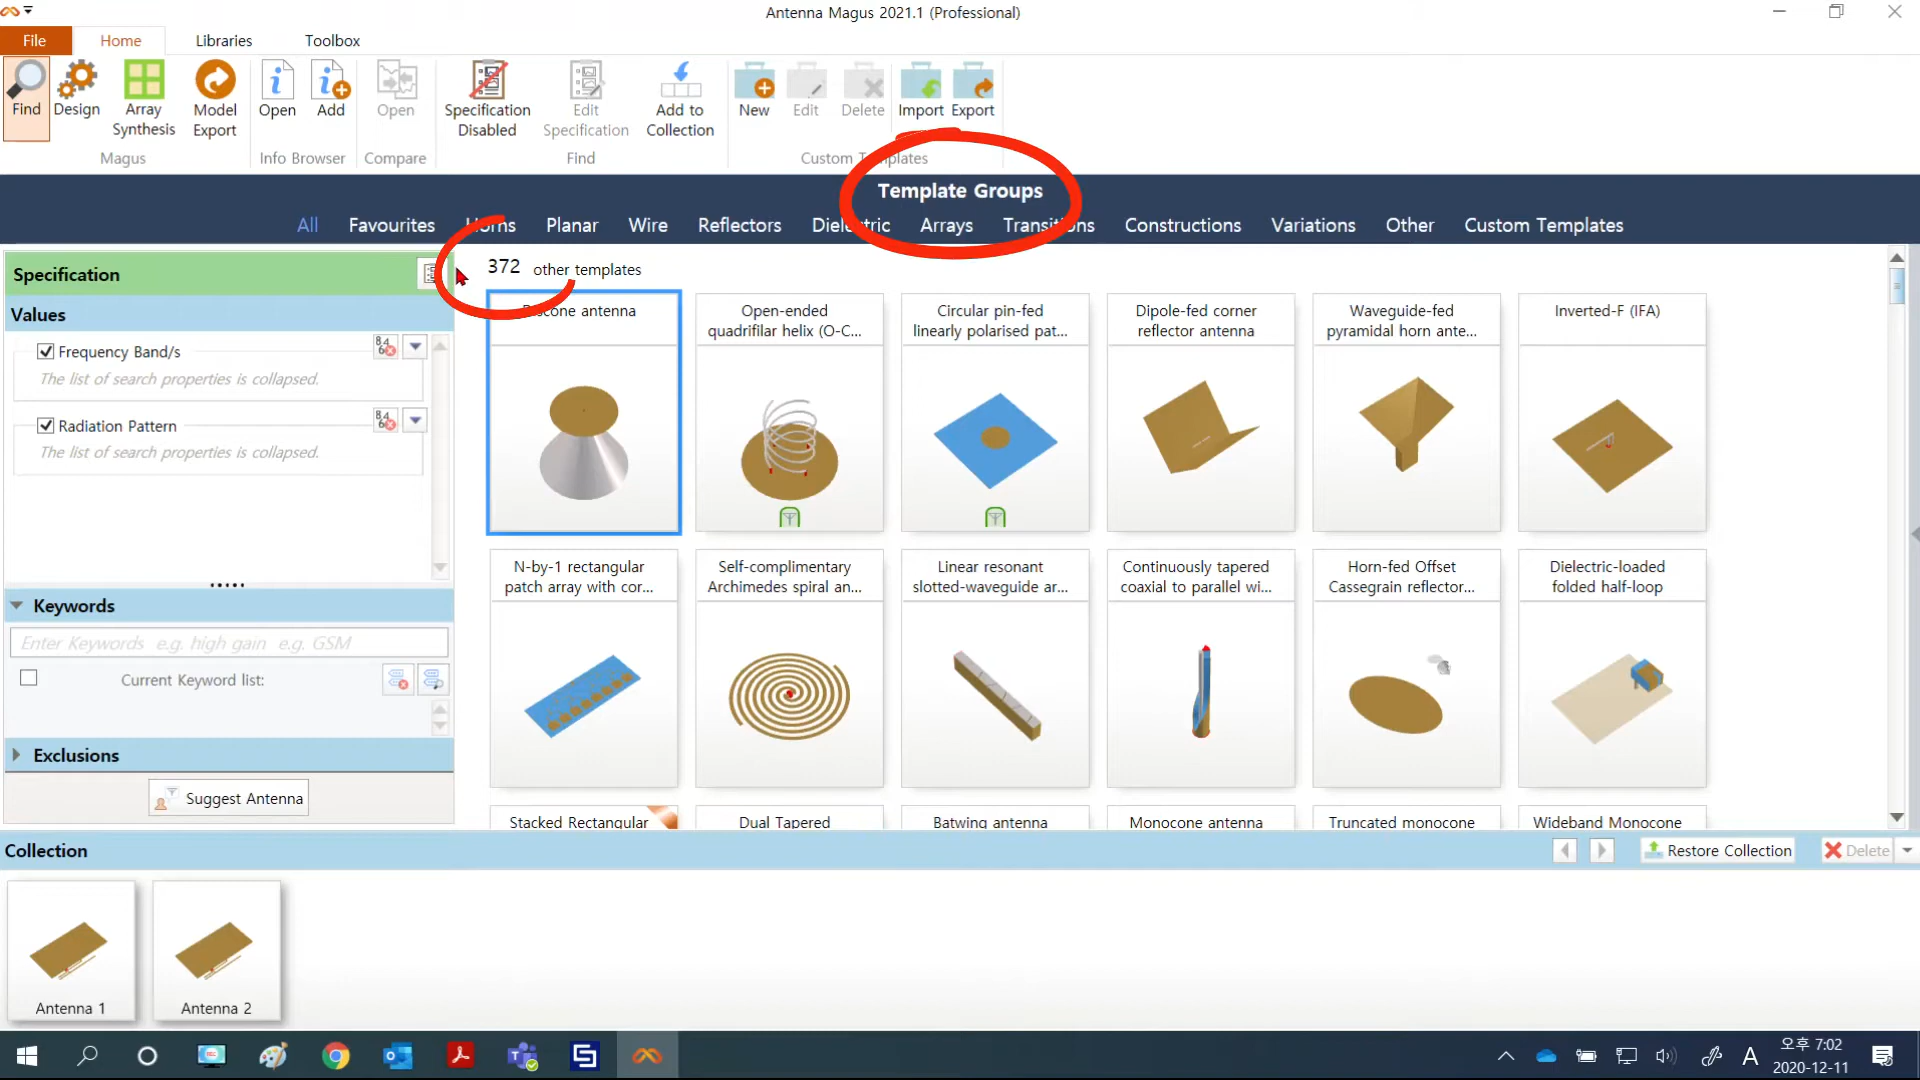 Antenna Magus 2021.1 (Professional)
File
Home
Libraries
Toolbox
Find
Design
Array
Synthesis
Model
Export
Open
Add
Open
Specification
Disabled
Edit
Specification
Add to
Collection
New
Edit
Delete
Import
Export
Magus
Info Browser
Compare
Find
Custom Templates
Template Groups
All
Favourites
Horns
Planar
Wire
Reflectors
Dielectric
Arrays
Transitions
Constructions
Variations
Other
Custom Templates
Specification
Values
Frequency Band/s
The list of search properties is collapsed.
Radiation Pattern
The list of search properties is collapsed.
Keywords
Enter Keywords e.g. high gain e.g. GSM
Current Keyword list:
Exclusions
Suggest Antenna
372 other templates
Discone antenna
Open-ended
quadrifilar helix (O-C...
Circular pin-fed
linearly polarised pat...
Dipole-fed corner
reflector antenna
Waveguide-fed
pyramidal horn ante...
Inverted-F (IFA)
N-by-1 rectangular
patch array with cor...
Self-complimentary
Archimedes spiral an...
Linear resonant
slotted-waveguide ar...
Continuously tapered
coaxial to parallel wi...
Horn-fed Offset
Cassegrain reflector...
Dielectric-loaded
folded half-loop
Stacked Rectangular
Dual Tapered
Batwing antenna
Monocone antenna
Truncated monocone
Wideband Monocone
Collection
Restore Collection
Delete
Antenna 1
Antenna 2
A
오후 7:02
2020-12-11